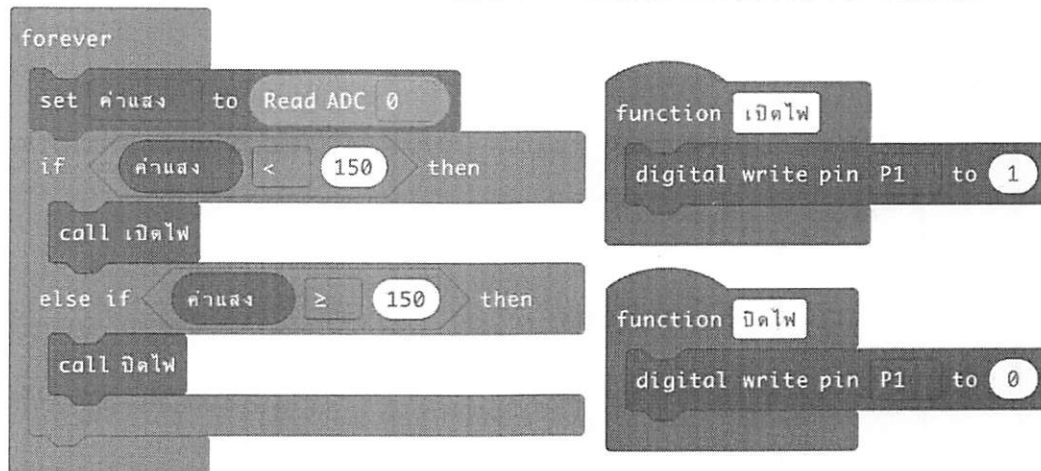 forever
set ค่าแสง to Read ADC 0
if ค่าแสง < 150 then
call เปิดไฟ
else if ค่าแสง ≥ 150 then
call ปิดไฟ
function เปิดไฟ
digital write pin P1 to 1
function ปิดไฟ
digital write pin P1 to 0